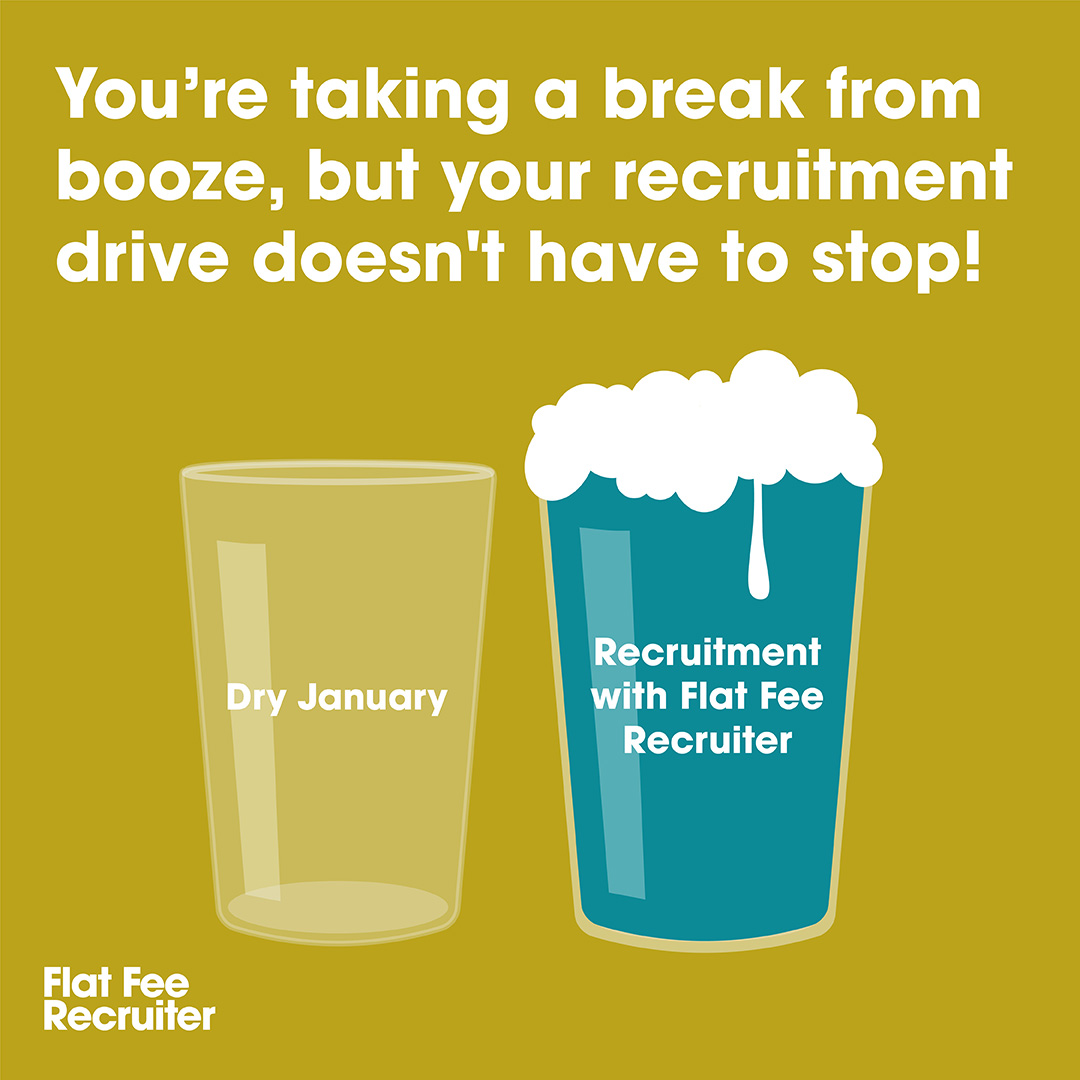 You’re taking a break from
booze, but your recruitment
drive doesn't have to stop!
Dry January
Recruitment
with Flat Fee
Recruiter
Flat Fee
Recruiter